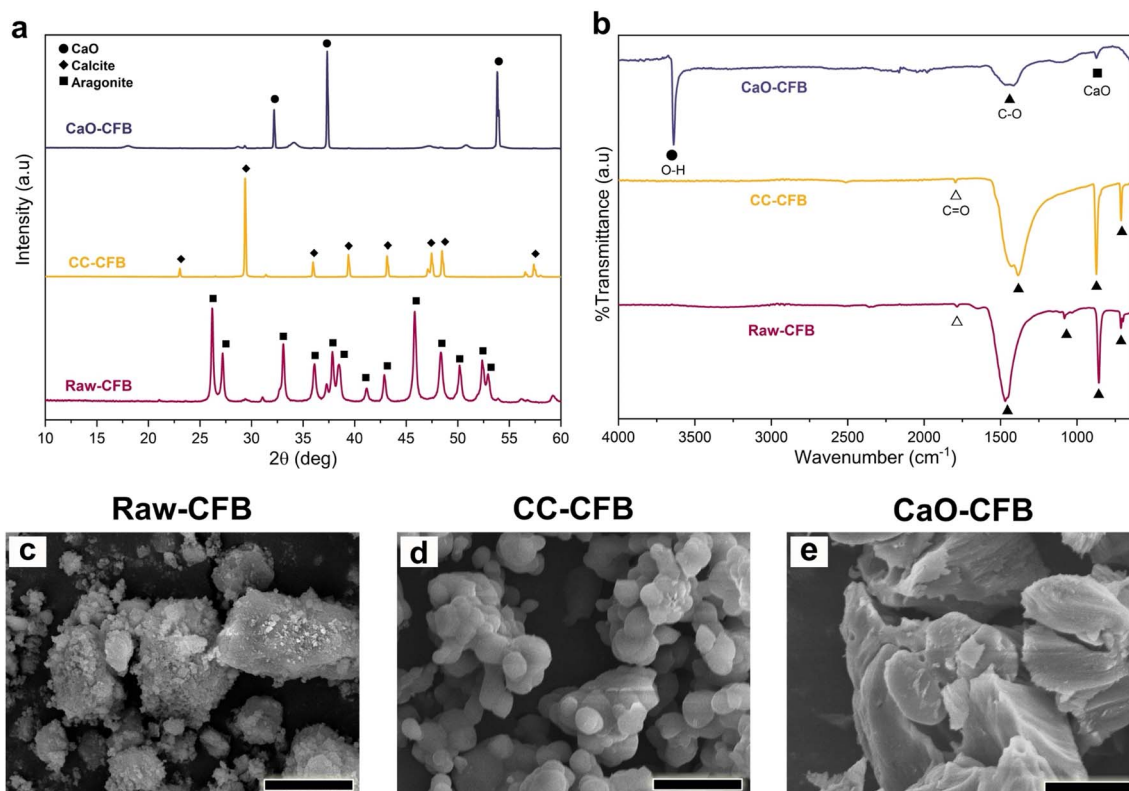 a
CaO
Calcite
Aragonite
CaO-CFB
CC-CFB
Raw-CFB
Intensity (a.u)
10 15 20 25 30 35 40 45 50 55 60
2θ (deg)
b
CaO-CFB
CaO
C-O
O-H
CC-CFB
C=O
Raw-CFB
%Transmittance (a.u)
4000 3500 3000 2500 2000 1500 1000
Wavenumber (cm⁻¹)
Raw-CFB
CC-CFB
CaO-CFB
c
d
e